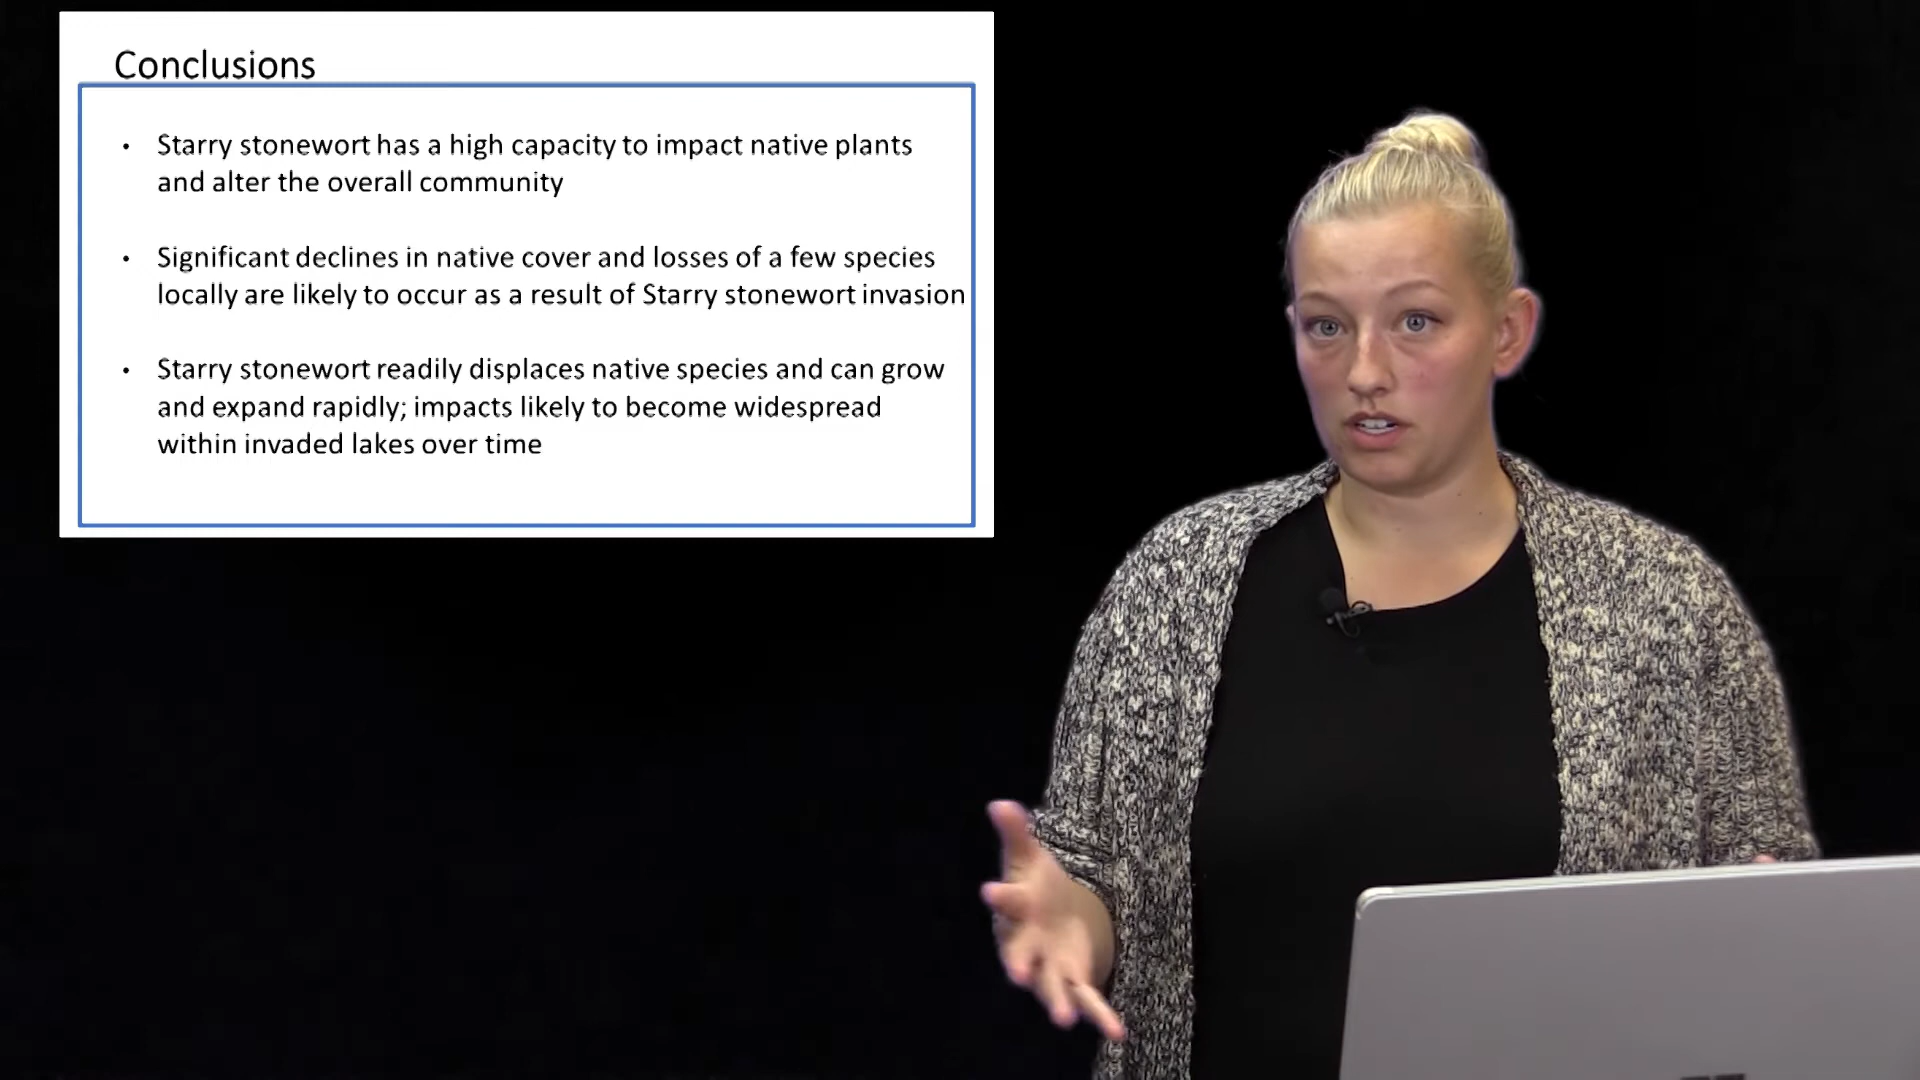 Conclusions
• Starry stonewort has a high capacity to impact native plants
and alter the overall community
• Significant declines in native cover and losses of a few species
locally are likely to occur as a result of Starry stonewort invasion
• Starry stonewort readily displaces native species and can grow
and expand rapidly; impacts likely to become widespread
within invaded lakes over time